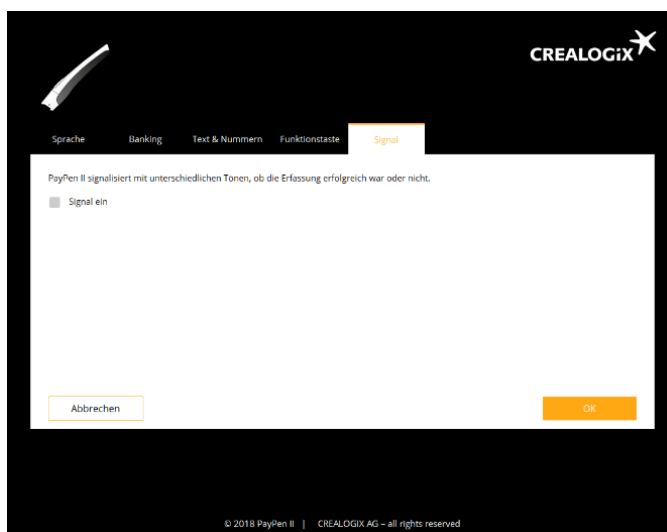 CREALOGiX
Sprache Banking Text & Nummern Funktionstaste Signal
PayPen II signalisiert mit unterschiedlichen Tonen, ob die Erfassung erfolgreich war oder nicht.
Signal ein
Abbrechen OK
© 2018 PayPen II | CREALOGIX AG – all rights reserved